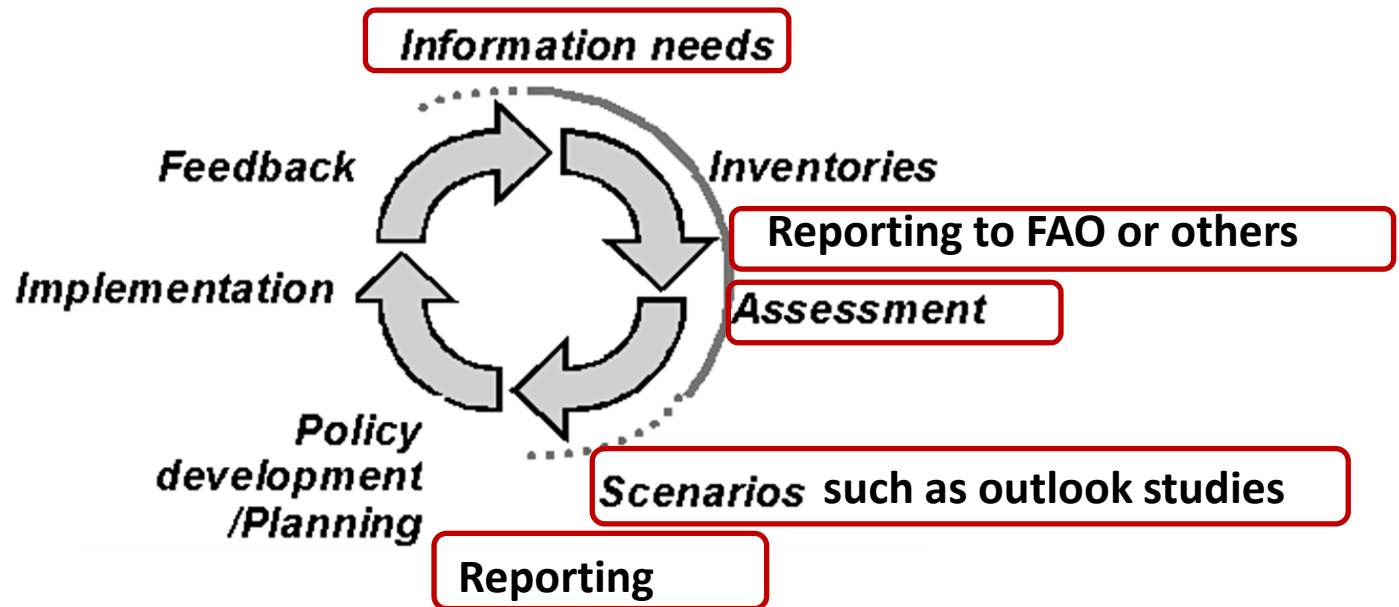 Information needs
Feedback
Inventories
Reporting to FAO or others
Implementation
Assessment
Policy
development
/Planning
Scenarios such as outlook studies
Reporting